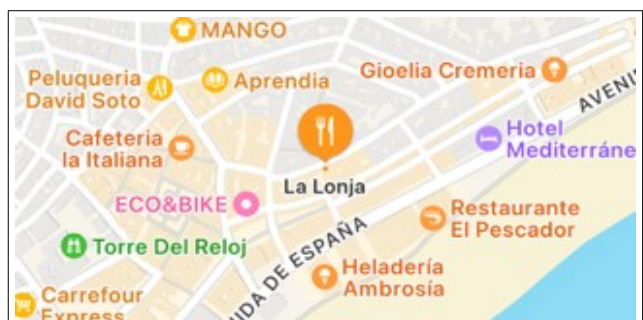 MANGO
Gioelia Cremeria
Peluqueria
David Soto
Aprendia
AVENI
Cafeteria
la Italiana
Hotel
Mediterráne
La Lonja
ECO&BIKE
Restaurante
El Pescador
Torre Del Reloj
IDA DE ESPAÑA
Heladería
Ambrosía
Carrefour
Express